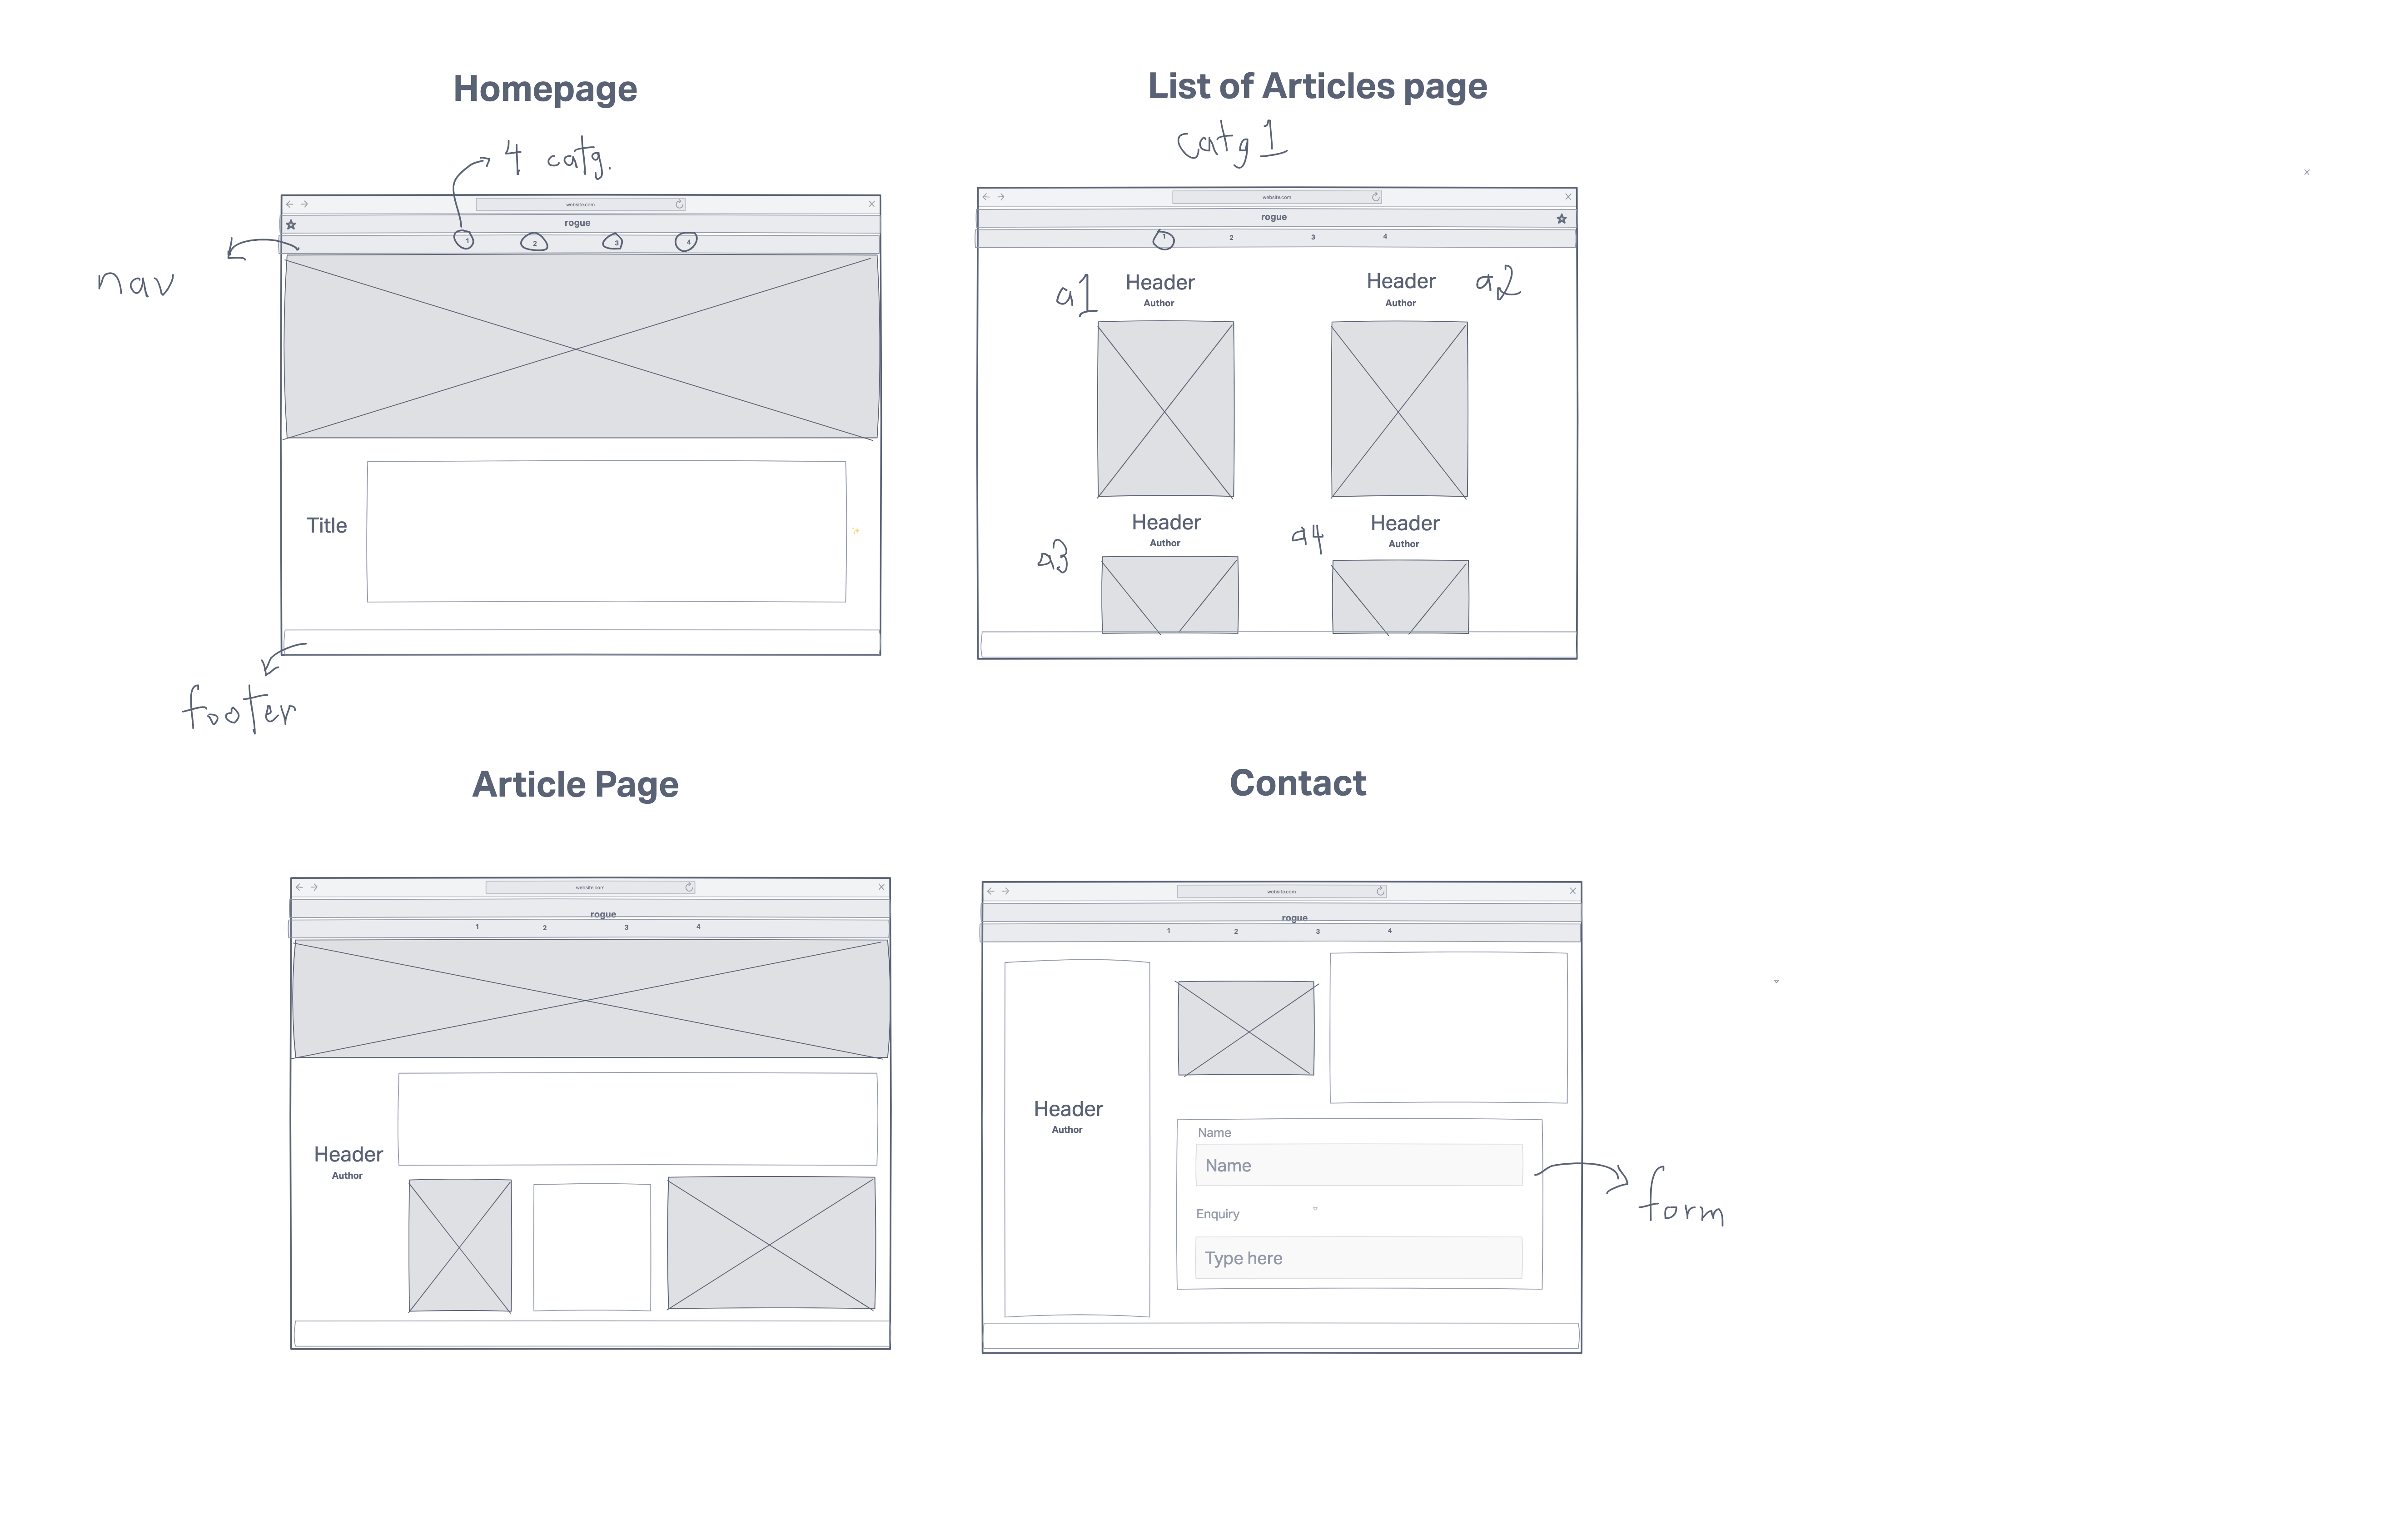 Homepage
4 catg.
website.com
rogue
1 2 3 4
nav
Title
footer
List of Articles page
catg 1
website.com
rogue
1 2 3 4
a1
Header
Author
Header
Author
a2
a3
Header
Author
a4
Header
Author
Article Page
website.com
rogue
1 2 3 4
Header
Author
Contact
website.com
rogue
1 2 3 4
Header
Author
Name
Name
Enquiry
Type here
form